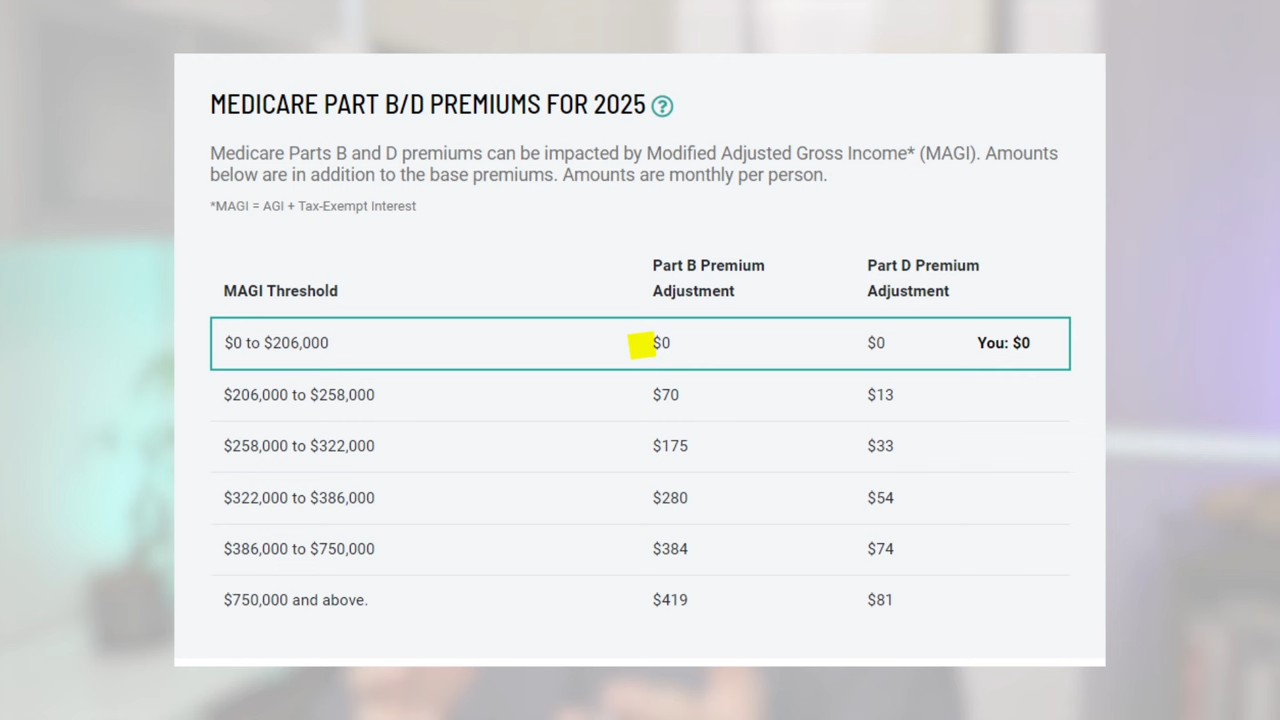 MEDICARE PART B/D PREMIUMS FOR 2025 ?
Medicare Parts B and D premiums can be impacted by Modified Adjusted Gross Income* (MAGI). Amounts
below are in addition to the base premiums. Amounts are monthly per person.
*MAGI = AGI + Tax-Exempt Interest
Part B Premium Part D Premium
MAGI Threshold Adjustment Adjustment
$0 to $206,000 $0 $0 You: $0
$206,000 to $258,000 $70 $13
$258,000 to $322,000 $175 $33
$322,000 to $386,000 $280 $54
$386,000 to $750,000 $384 $74
$750,000 and above. $419 $81